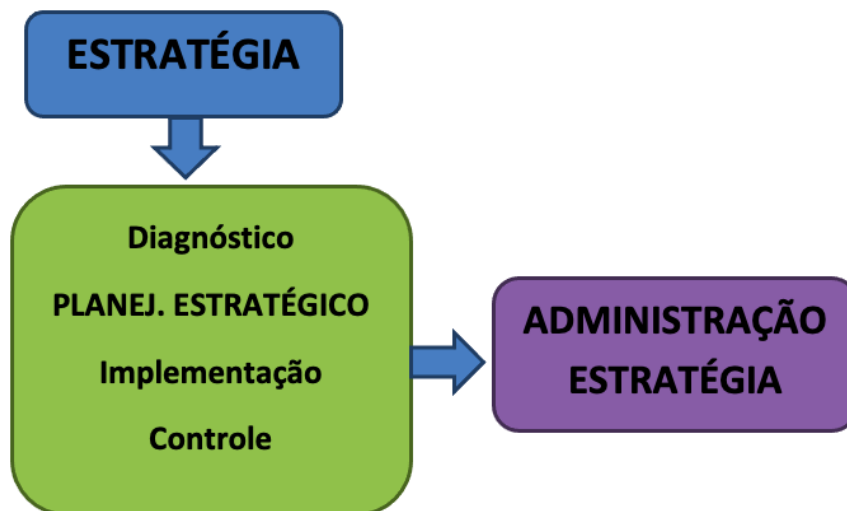 ESTRATÉGIA
Diagnóstico
PLANEJ. ESTRATÉGICO
Implementação
Controle
ADMINISTRAÇÃO
ESTRATÉGIA